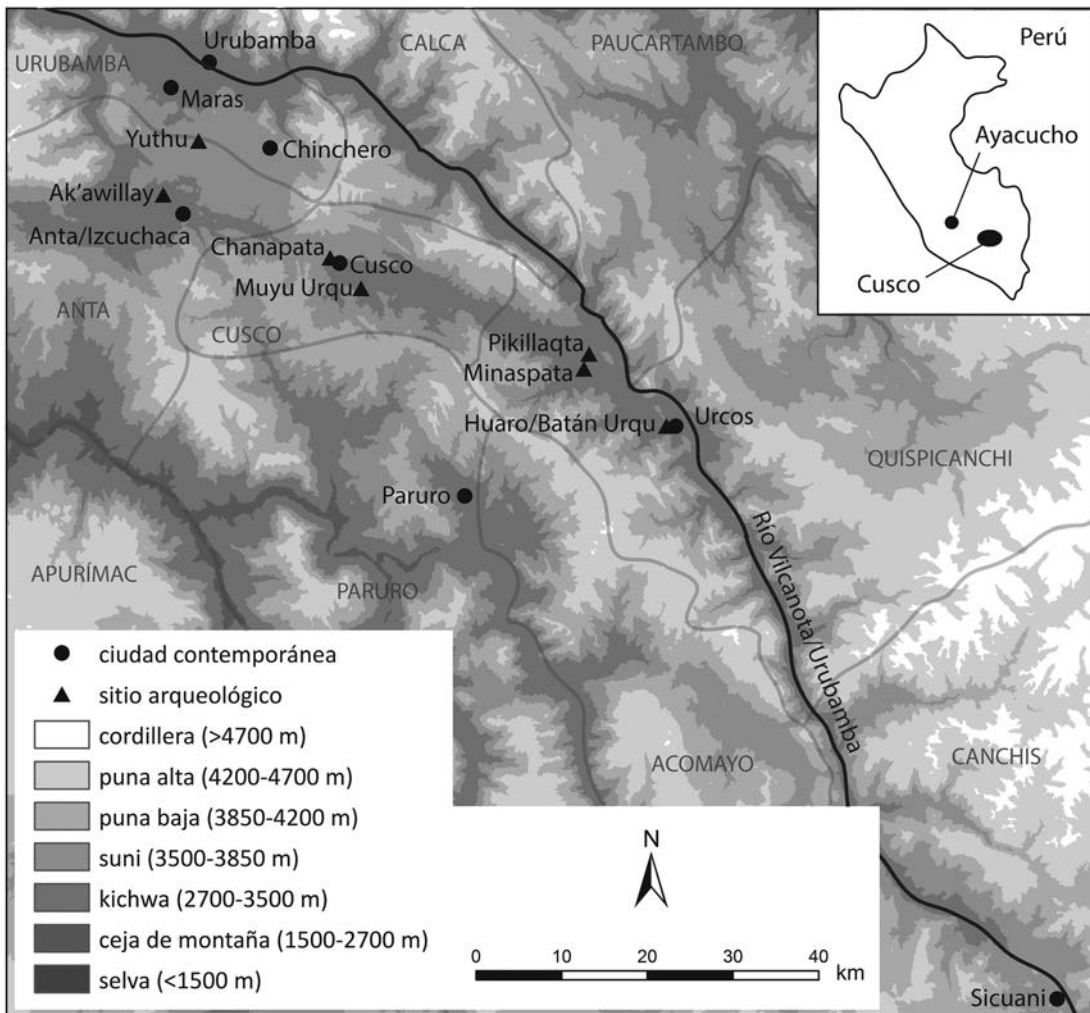 Urubamba
CALCA
PAUCARTAMBO
URUBAMBA
Maras
Yuthu
Chinchero
Ak'awillay
Anta/Izcuchaca
Chanapata
Cusco
Muyu Urqu
ANTA
CUSCO
Pikillaqta
Minaspata
Huaro/Batán Urqu
Urcos
QUISPICANCHI
Paruro
Río Vilcanota/Urubamba
APURÍMAC
PARURO
ACOMAYO
CANCHIS
Sicuani
Perú
Ayacucho
Cusco
ciudad contemporánea
sitio arqueológico
cordillera (>4700 m)
puna alta (4200-4700 m)
puna baja (3850-4200 m)
suni (3500-3850 m)
kichwa (2700-3500 m)
ceja de montaña (1500-2700 m)
selva (<1500 m)
N
0 10 20 30 40
km